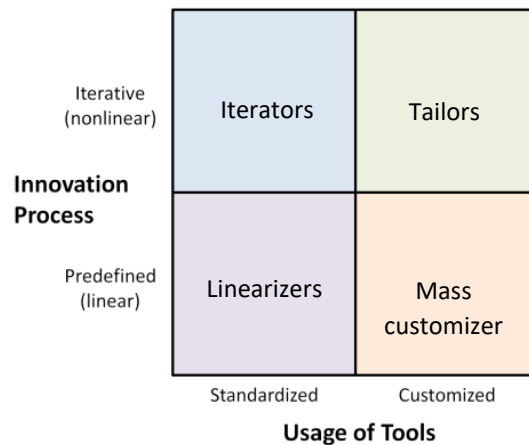 Iterative
(nonlinear)
Iterators
Tailors
Innovation
Process
Predefined
(linear)
Linearizers
Mass
customizer
Standardized
Customized
Usage of Tools